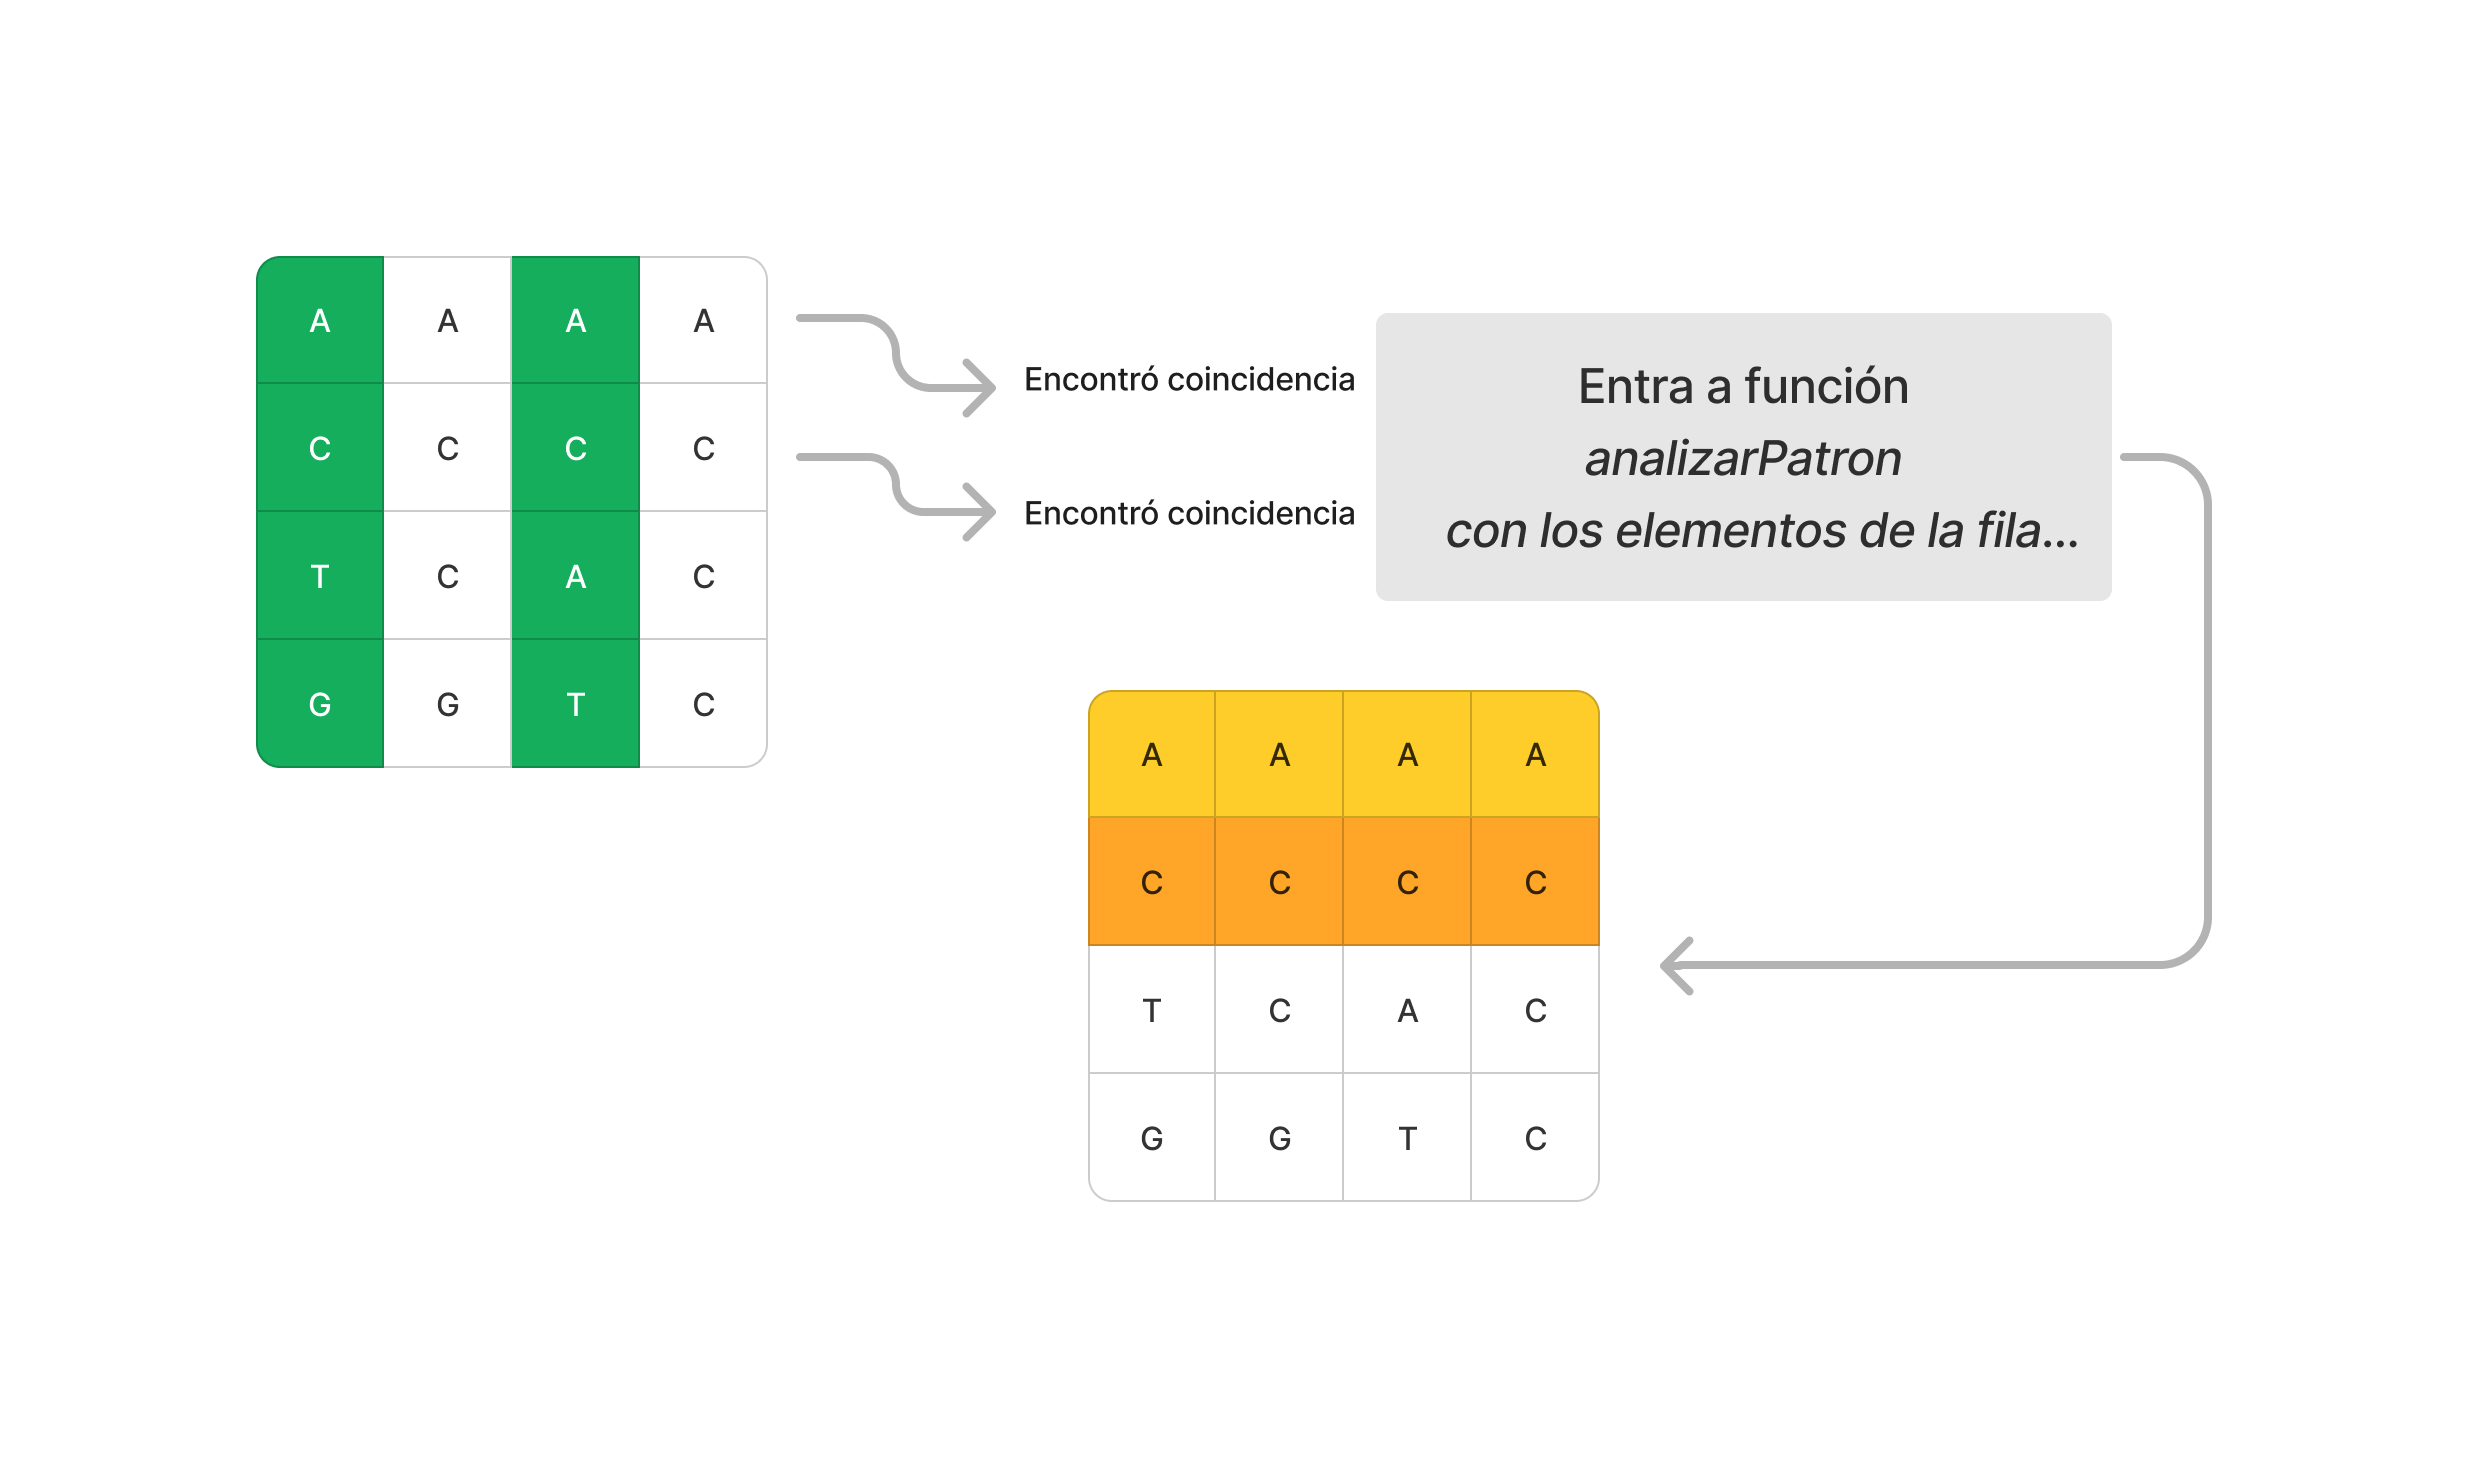 A A A A
C C C C
T C A C
G G T C
Encontró coincidencia
Encontró coincidencia
Entra a función
analizarPatron
con los elementos de la fila...
A A A A
C C C C
T C A C
G G T C